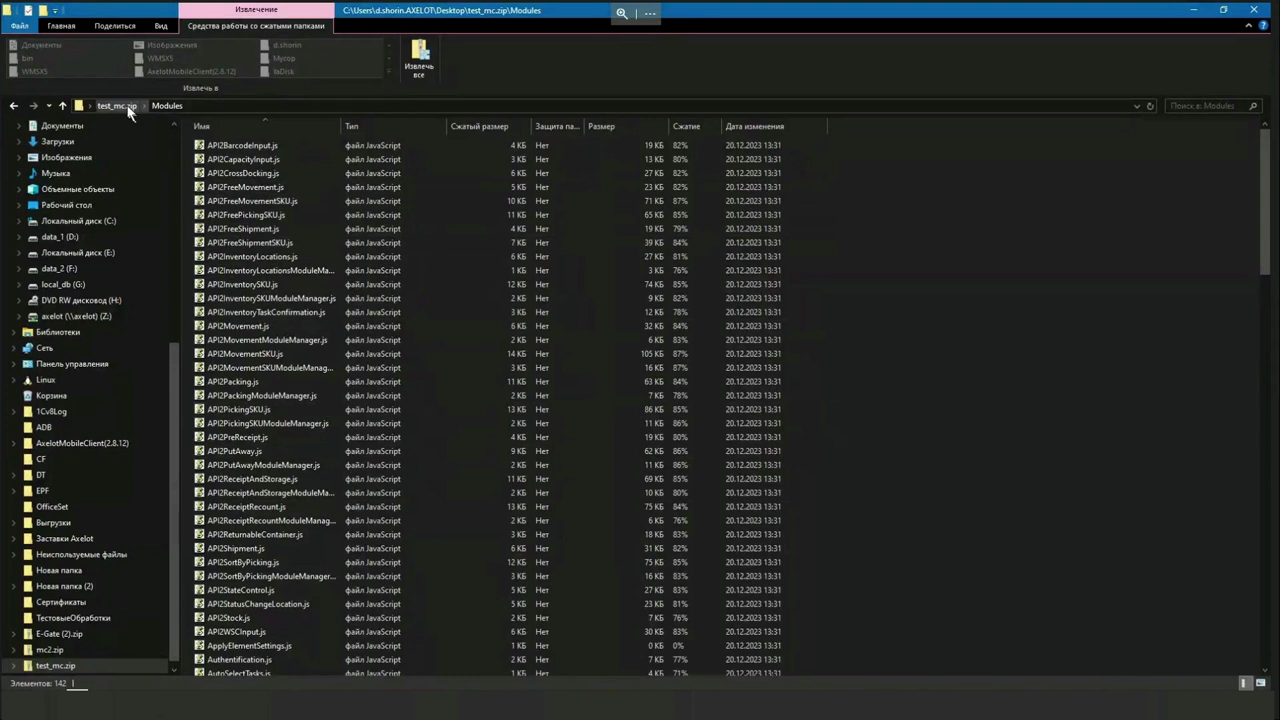 Извлечение
C:\Users\d.shorin.AXELOT\Desktop\test_mc.zip\Modules
Файл Главная Поделиться Вид Средства работы со сжатыми папками
Документы Изображения d.shorin
bin WMSX5 Мусор
WMSX5 AxelotMobileClient(2.8.12) YaDisk
Извлечь все
Извлечь в
test_mc.zip Modules Поиск в: Modules
Документы
Загрузки
Изображения
Музыка
Объемные объекты
Рабочий стол
Локальный диск (C:)
data_1 (D:)
Локальный диск (E:)
data_2 (F:)
local_db (G:)
DVD RW дисковод (H:)
axelot (\\axelot) (Z:)
Библиотеки
Сеть
Панель управления
Linux
Корзина
1Cv8Log
ADB
AxelotMobileClient(2.8.12)
CF
DT
EPF
OfficeSet
Выгрузки
Заставки Axelot
Неиспользуемые файлы
Новая папка
Новая папка (2)
Сертификаты
ТестовыеОбработки
E-Gate (2).zip
mc2.zip
test_mc.zip
Имя Тип Сжатый размер Защита па... Размер Сжатие Дата изменения
API2BarcodeInput.js файл JavaScript 4 КБ Нет 19 КБ 82% 20.12.2023 13:31
API2CapacityInput.js файл JavaScript 3 КБ Нет 13 КБ 80% 20.12.2023 13:31
API2CrossDocking.js файл JavaScript 6 КБ Нет 27 КБ 82% 20.12.2023 13:31
API2FreeMovement.js файл JavaScript 5 КБ Нет 23 КБ 82% 20.12.2023 13:31
API2FreeMovementSKU.js файл JavaScript 10 КБ Нет 71 КБ 87% 20.12.2023 13:31
API2FreePickingSKU.js файл JavaScript 11 КБ Нет 65 КБ 85% 20.12.2023 13:31
API2FreeShipment.js файл JavaScript 4 КБ Нет 19 КБ 79% 20.12.2023 13:31
API2FreeShipmentSKU.js файл JavaScript 7 КБ Нет 39 КБ 84% 20.12.2023 13:31
API2InventoryLocations.js файл JavaScript 6 КБ Нет 27 КБ 81% 20.12.2023 13:31
API2InventoryLocationsModuleMa... файл JavaScript 1 КБ Нет 3 КБ 76% 20.12.2023 13:31
API2InventorySKU.js файл JavaScript 12 КБ Нет 74 КБ 85% 20.12.2023 13:31
API2InventorySKUModuleManager.js файл JavaScript 2 КБ Нет 9 КБ 82% 20.12.2023 13:31
API2InventoryTaskConfirmation.js файл JavaScript 3 КБ Нет 12 КБ 78% 20.12.2023 13:31
API2Movement.js файл JavaScript 6 КБ Нет 32 КБ 84% 20.12.2023 13:31
API2MovementModuleManager.js файл JavaScript 2 КБ Нет 6 КБ 83% 20.12.2023 13:31
API2MovementSKU.js файл JavaScript 14 КБ Нет 105 КБ 87% 20.12.2023 13:31
API2MovementSKUModuleManag... файл JavaScript 3 КБ Нет 16 КБ 87% 20.12.2023 13:31
API2Packing.js файл JavaScript 11 КБ Нет 63 КБ 84% 20.12.2023 13:31
API2PackingModuleManager.js файл JavaScript 2 КБ Нет 7 КБ 78% 20.12.2023 13:31
API2PickingSKU.js файл JavaScript 13 КБ Нет 86 КБ 86% 20.12.2023 13:31
API2PickingSKUModuleManager.js файл JavaScript 2 КБ Нет 11 КБ 86% 20.12.2023 13:31
API2PreReceipt.js файл JavaScript 4 КБ Нет 19 КБ 80% 20.12.2023 13:31
API2PutAway.js файл JavaScript 9 КБ Нет 62 КБ 86% 20.12.2023 13:31
API2PutAwayModuleManager.js файл JavaScript 2 КБ Нет 11 КБ 86% 20.12.2023 13:31
API2ReceiptAndStorage.js файл JavaScript 11 КБ Нет 69 КБ 85% 20.12.2023 13:31
API2ReceiptAndStorageModuleMa... файл JavaScript 2 КБ Нет 10 КБ 80% 20.12.2023 13:31
API2ReceiptRecount.js файл JavaScript 13 КБ Нет 75 КБ 84% 20.12.2023 13:31
API2ReceiptRecountModuleManag... файл JavaScript 2 КБ Нет 6 КБ 76% 20.12.2023 13:31
API2ReturnableContainer.js файл JavaScript 3 КБ Нет 18 КБ 83% 20.12.2023 13:31
API2Shipment.js файл JavaScript 6 КБ Нет 31 КБ 82% 20.12.2023 13:31
API2SortByPicking.js файл JavaScript 12 КБ Нет 75 КБ 85% 20.12.2023 13:31
API2SortByPickingModuleManager... файл JavaScript 3 КБ Нет 16 КБ 83% 20.12.2023 13:31
API2StateControl.js файл JavaScript 5 КБ Нет 27 КБ 83% 20.12.2023 13:31
API2StatusChangeLocation.js файл JavaScript 5 КБ Нет 23 КБ 81% 20.12.2023 13:31
API2Stock.js файл JavaScript 2 КБ Нет 7 КБ 76% 20.12.2023 13:31
API2WSCInput.js файл JavaScript 6 КБ Нет 30 КБ 83% 20.12.2023 13:31
ApplyElementSettings.js файл JavaScript 1 КБ Нет 0 КБ 0% 20.12.2023 13:31
Authentification.js файл JavaScript 2 КБ Нет 7 КБ 77% 20.12.2023 13:31
AutoSelectTasks.js файл JavaScript 1 КБ Нет 4 КБ 71% 20.12.2023 13:31
Элементов: 142